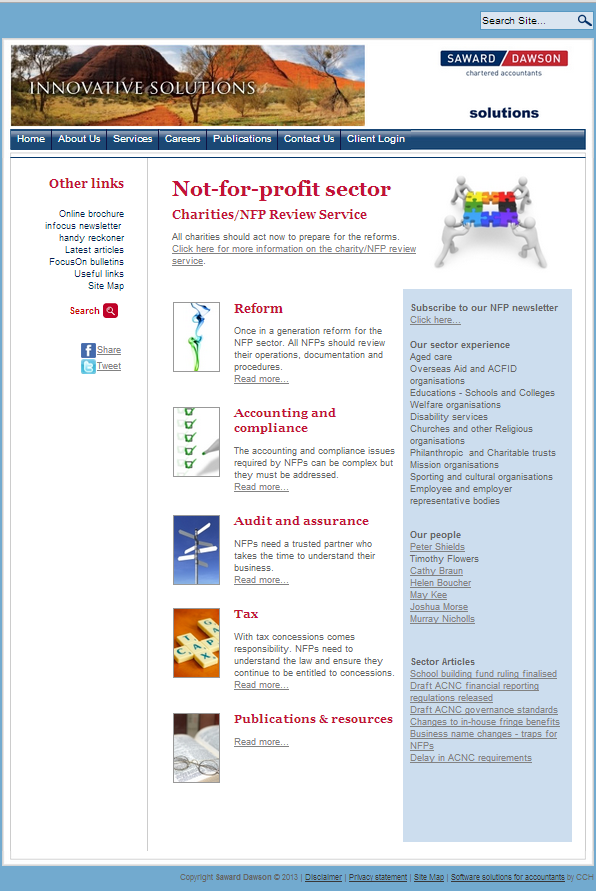 Search Site...
INNOVATIVE SOLUTIONS
SAWARD DAWSON
chartered accountants
solutions
Home About Us Services Careers Publications Contact Us Client Login
Other links
Online brochure
infocus newsletter
handy reckoner
Latest articles
FocusOn bulletins
Useful links
Site Map
Search
Share
Tweet
Not-for-profit sector
Charities/NFP Review Service
All charities should act now to prepare for the reforms.
Click here for more information on the charity/NFP review
service.
Reform
Once in a generation reform for the
NFP sector. All NFPs should review
their operations, documentation and
procedures.
Read more...
Accounting and
compliance
The accounting and compliance issues
required by NFPs can be complex but
they must be addressed.
Read more...
Audit and assurance
NFPs need a trusted partner who
takes the time to understand their
business.
Read more...
Tax
With tax concessions comes
responsibility. NFPs need to
understand the law and ensure they
continue to be entitled to concessions.
Read more...
Publications & resources
Read more...
Subscribe to our NFP newsletter
Click here...
Our sector experience
Aged care
Overseas Aid and ACFID
organisations
Educations - Schools and Colleges
Welfare organisations
Disability services
Churches and other Religious
organisations
Philanthropic and Charitable trusts
Mission organisations
Sporting and cultural organisations
Employee and employer
representative bodies
Our people
Peter Shields
Timothy Flowers
Cathy Braun
Helen Boucher
May Kee
Joshua Morse
Murray Nicholls
Sector Articles
School building fund ruling finalised
Draft ACNC financial reporting
regulations released
Draft ACNC governance standards
Changes to in-house fringe benefits
Business name changes - traps for
NFPs
Delay in ACNC requirements
Copyright Saward Dawson © 2013 | Disclaimer | Privacy statement | Site Map | Software solutions for accountants by CCH